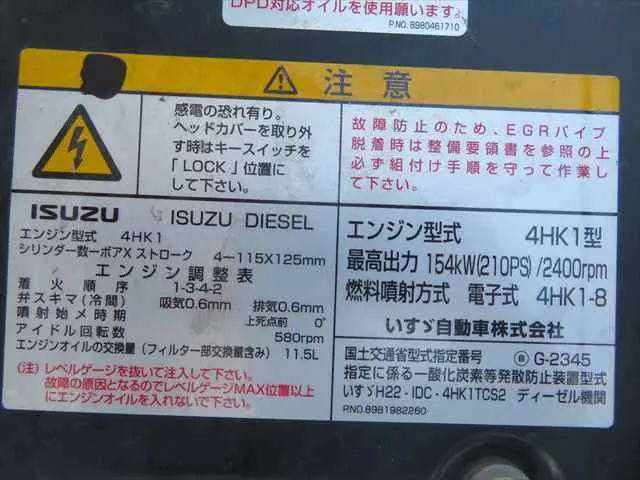 DPD対応オイルを使用願います。
P.NO. 8980461710
注意
感電の恐れ有り。
ヘッドカバーを取り外
す時はキースイッチを
「LOCK」位置に
して下さい。
故障防止のため、EGRパイプ
脱着時は整備要領書を参照の上
必ず組付け手順を守って作業し
て下さい。
ISUZU ISUZU DIESEL
エンジン型式 4HK1
シリンダ数ーボアX ストローク 4－115X125mm
エンジン調整表
着火順序 1-3-4-2
弁スキマ(冷間) 吸気0.6mm 排気0.6mm
噴射始メ時期 上死点前 0°
アイドル回転数 580rpm
エンジンオイルの交換量(フィルター部交換量含み) 11.5L
(注) レベルゲージを抜いて注入して下さい。
故障の原因となるのでレベルゲージMAX位置以上
にエンジンオイルを入れないで下さい。
エンジン型式 4HK1型
最高出力 154kW(210PS)/2400rpm
燃料噴射方式 電子式 4HK1-8
いすゞ自動車株式会社
国土交通省型式指定番号 G-2345
指定に係る一酸化炭素等発散防止装置型式
いすゞH22-IDC-4HK1TCS2 ディーゼル機関
P.NO.8981982260